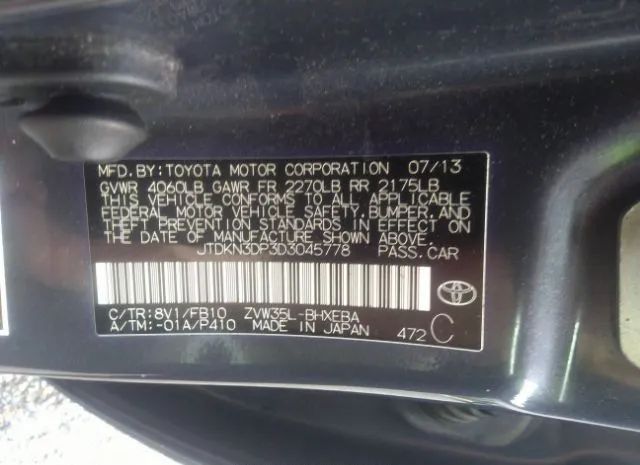 MFD. BY: TOYOTA MOTOR CORPORATION 07/13
GVWR 4060LB GAWR FR 2270LB RR 2175LB
THIS VEHICLE CONFORMS TO ALL APPLICABLE
FEDERAL MOTOR VEHICLE SAFETY, BUMPER, AND
THEFT PREVENTION STANDARDS IN EFFECT ON
THE DATE OF MANUFACTURE SHOWN ABOVE.
JTDKN3DP3D3045778 PASS. CAR
C/TR: 8V1/FB10 ZVW35L-BHXEBA
A/TM: -01A/P410 MADE IN JAPAN 472 C